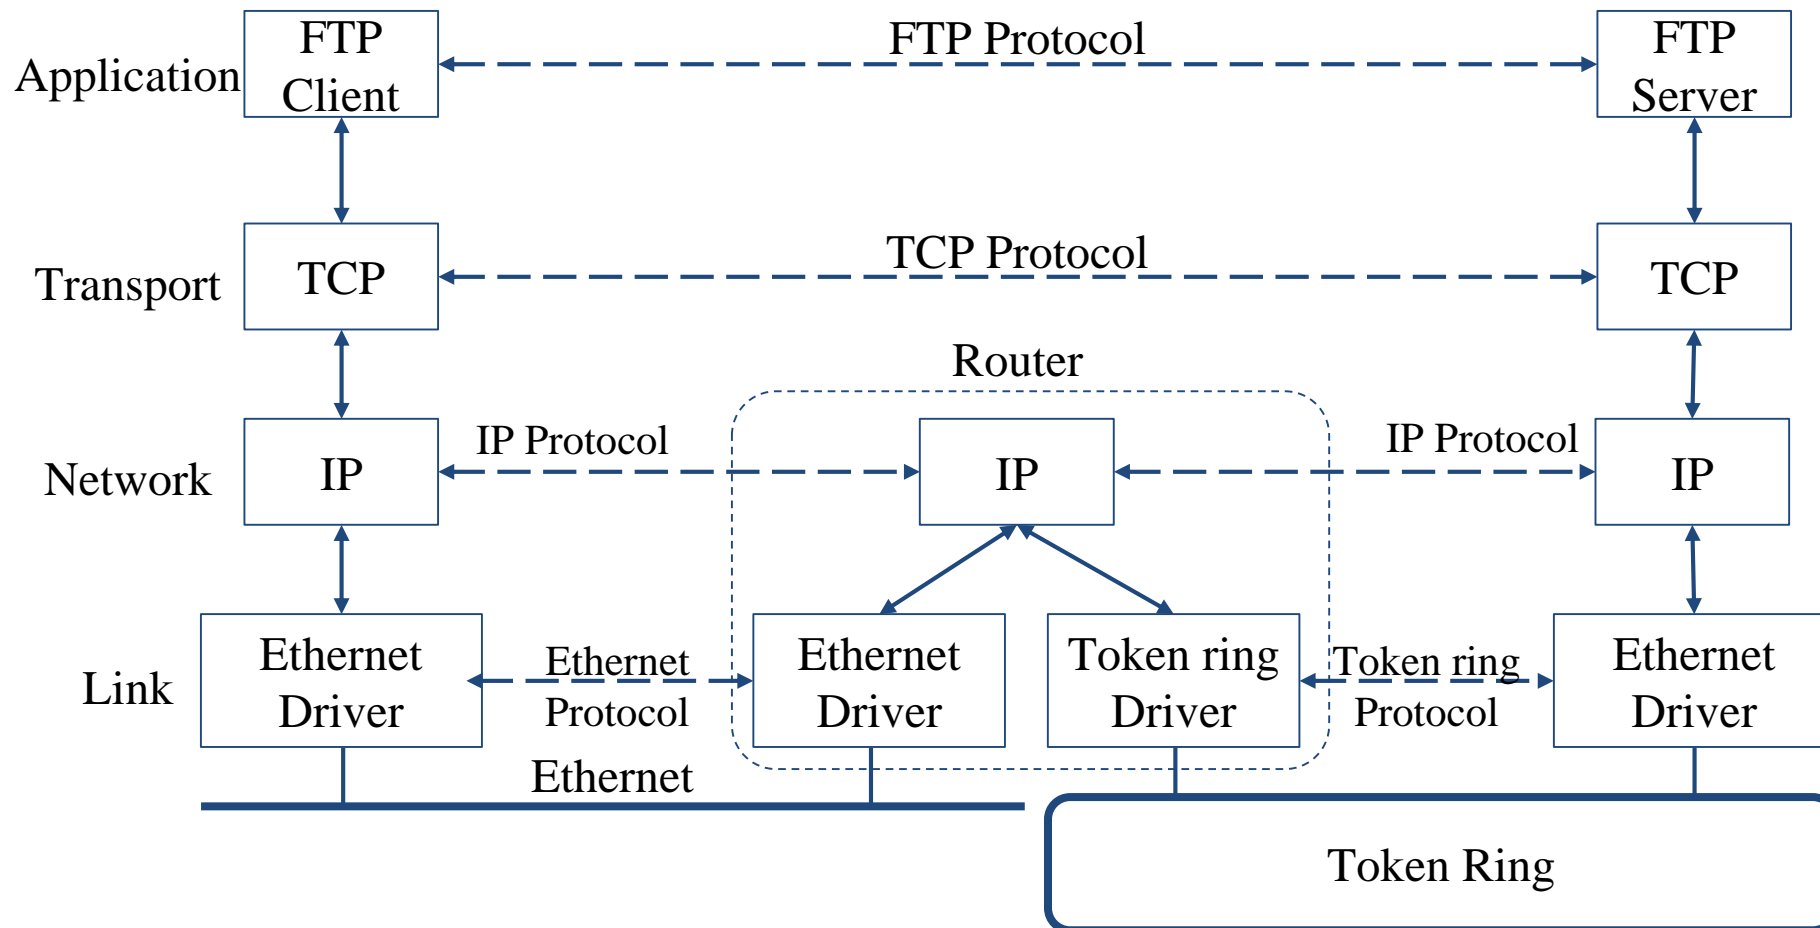 Application
FTP
Client
FTP Protocol
FTP
Server
Transport
TCP
TCP Protocol
TCP
Router
Network
IP
IP Protocol
IP
IP Protocol
IP
Link
Ethernet
Driver
Ethernet
Protocol
Ethernet
Driver
Token ring
Driver
Token ring
Protocol
Ethernet
Driver
Ethernet
Token Ring